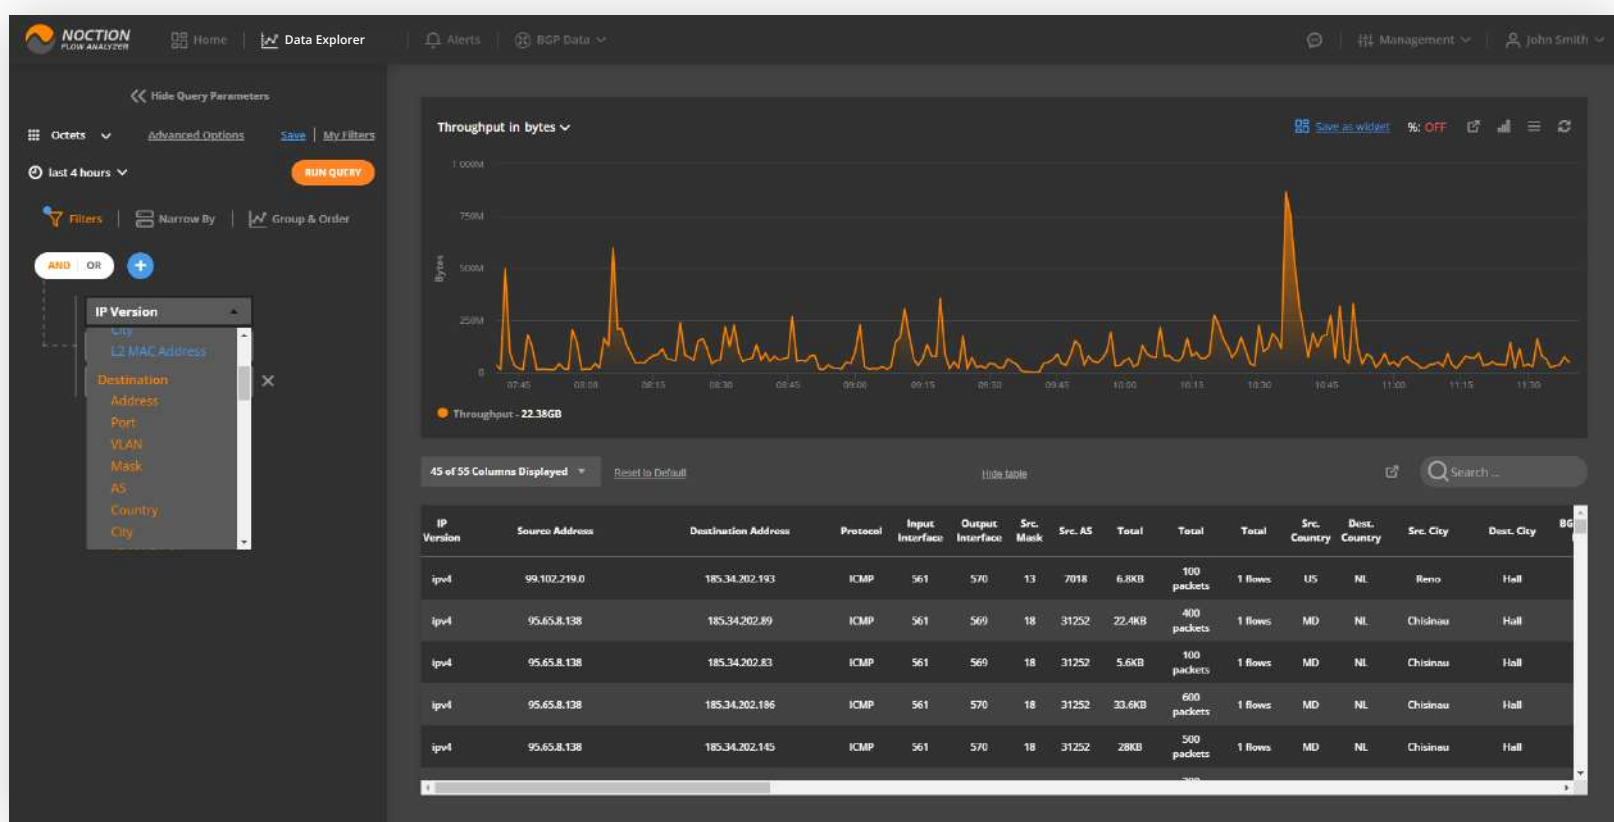 NOCTION
FLOW ANALYZER
Home
Data Explorer
Alerts
BGP Data
Management
John Smith
Hide Query Parameters
Octets
Advanced Options
Save
My Filters
last 4 hours
RUN QUERY
Filters
Narrow By
Group & Order
AND OR
IP Version
City
L2 MAC Address
Destination
Address
Port
VLAN
Mask
AS
Country
City
Throughput in bytes
Save as widget
%: OFF
1 000M
750M
500M
250M
0
Bytes
07:45 08:00 08:15 08:30 08:45 09:00 09:15 09:30 09:45 10:00 10:15 10:30 10:45 11:00 11:15 11:30
Throughput - 22.38GB
45 of 55 Columns Displayed
Reset to Default
Hide table
Search ...
IP Version Source Address Destination Address Protocol Input Interface Output Interface Src. Mask Src. AS Total Total Total Src. Country Dest. Country Src. City Dest. City BG
ipv4 99.102.219.0 185.34.202.193 ICMP 561 570 13 7018 6.8KB 100 packets 1 flows US NL Reno Hall
ipv4 95.65.8.138 185.34.202.89 ICMP 561 569 18 31252 22.4KB 400 packets 1 flows MD NL Chisinau Hall
ipv4 95.65.8.138 185.34.202.83 ICMP 561 569 18 31252 5.6KB 100 packets 1 flows MD NL Chisinau Hall
ipv4 95.65.8.138 185.34.202.186 ICMP 561 570 18 31252 33.6KB 600 packets 1 flows MD NL Chisinau Hall
ipv4 95.65.8.138 185.34.202.145 ICMP 561 570 18 31252 28KB 500 packets 1 flows MD NL Chisinau Hall